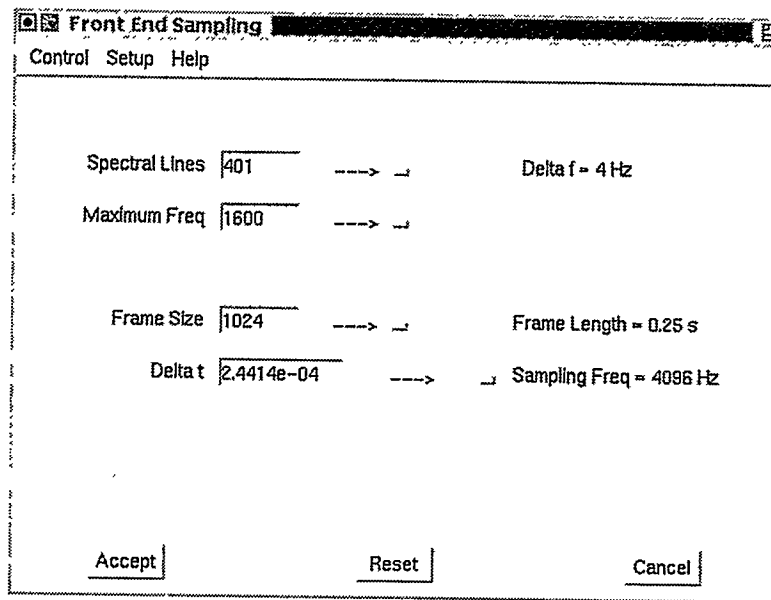 Front End Sampling
Control Setup Help
Spectral Lines 401 ---> Delta f = 4 Hz
Maximum Freq 1600 --->
Frame Size 1024 ---> Frame Length = 0.25 s
Delta t 2.4414e-04 ---> Sampling Freq = 4096 Hz
Accept Reset Cancel